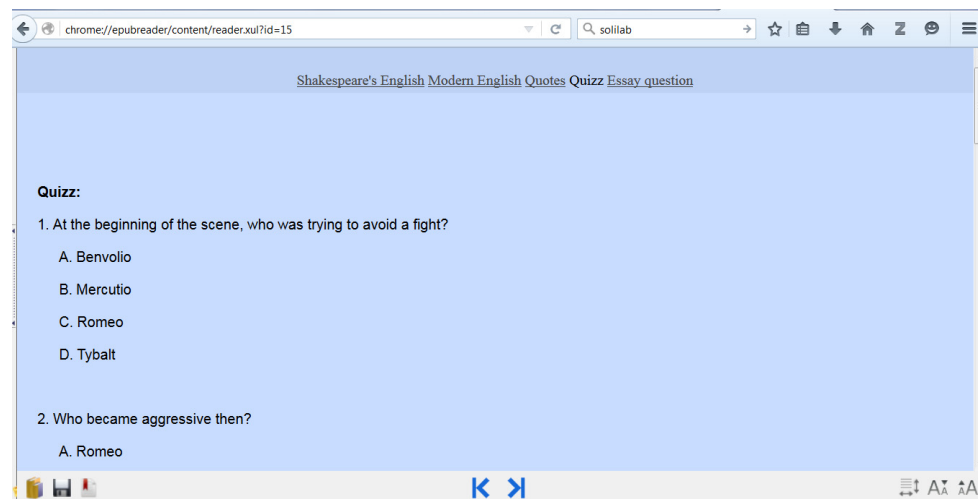 chrome://epubreader/content/reader.xul?id=15
solilab
Shakespeare's English Modern English Quotes Quizz Essay question
Quizz:
1. At the beginning of the scene, who was trying to avoid a fight?
A. Benvolio
B. Mercutio
C. Romeo
D. Tybalt
2. Who became aggressive then?
A. Romeo